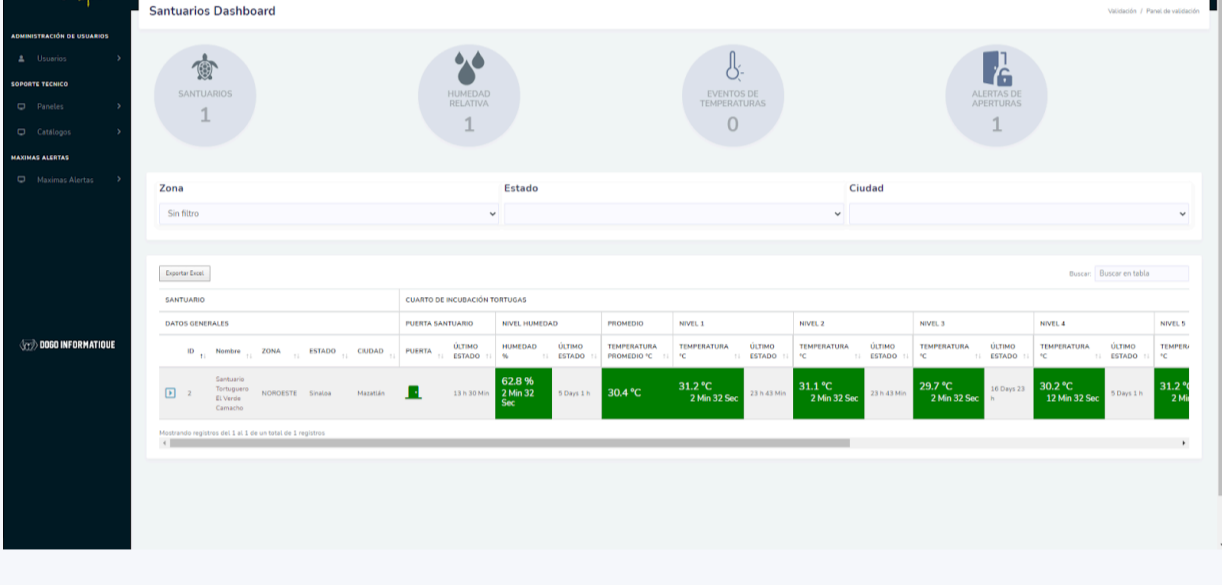 Santuarios Dashboard
Validación / Panel de validación
ADMINISTRACIÓN DE USUARIOS
Usuarios
SOPORTE TECNICO
Paneles
Catálogos
MAXIMAS ALERTAS
Maximas Alertas
DOGO INFORMATIQUE
SANTUARIOS
1
HUMEDAD
RELATIVA
1
EVENTOS DE
TEMPERATURAS
0
ALERTAS DE
APERTURAS
1
Zona
Estado
Ciudad
Sin filtro
Exportar Excel
Buscar: Buscar en tabla
SANTUARIO CUARTO DE INCUBACIÓN TORTUGAS
DATOS GENERALES PUERTA SANTUARIO NIVEL HUMEDAD PROMEDIO NIVEL 1 NIVEL 2 NIVEL 3 NIVEL 4 NIVEL 5
ID Nombre ZONA ESTADO CIUDAD PUERTA ÚLTIMO ESTADO HUMEDAD % ÚLTIMO ESTADO TEMPERATURA PROMEDIO °C TEMPERATURA °C ÚLTIMO ESTADO TEMPERATURA °C ÚLTIMO ESTADO TEMPERATURA °C ÚLTIMO ESTADO TEMPERATURA °C ÚLTIMO ESTADO TEMPER °C
2 Santuario Tortuguero El Verde Camacho NOROESTE Sinaloa Mazatlán 13 h 30 Min 62.8 % 2 Min 32 Sec 5 Days 1 h 30.4 °C 31.2 °C 2 Min 32 Sec 23 h 43 Min 31.1 °C 2 Min 32 Sec 23 h 43 Min 29.7 °C 2 Min 32 Sec 16 Days 23 h 30.2 °C 12 Min 32 Sec 5 Days 1 h 31.2 ° 2 Mi
Mostrando registros del 1 al 1 de un total de 1 registros